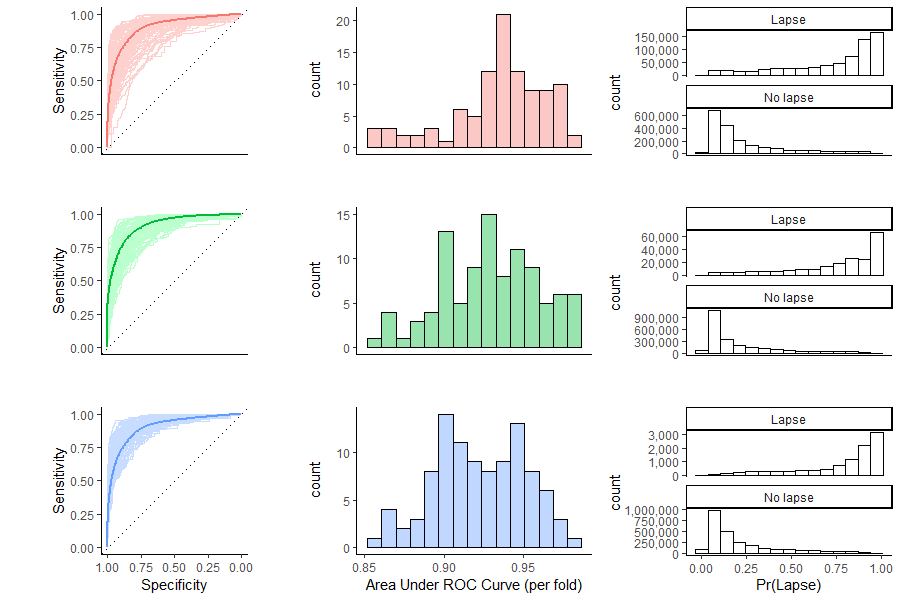 1.00
0.75
0.50
0.25
0.00
Sensitivity
20
15
10
5
0
count
Lapse
150,000
100,000
50,000
0
No lapse
600,000
400,000
200,000
0
count
1.00
0.75
0.50
0.25
0.00
Sensitivity
15
10
5
0
count
Lapse
60,000
40,000
20,000
0
No lapse
900,000
600,000
300,000
0
count
1.00
0.75
0.50
0.25
0.00
Sensitivity
1.00 0.75 0.50 0.25 0.00
Specificity
10
5
0
count
0.85 0.90 0.95
Area Under ROC Curve (per fold)
Lapse
3,000
2,000
1,000
0
No lapse
1,000,000
750,000
500,000
250,000
0
count
0.00 0.25 0.50 0.75 1.00
Pr(Lapse)